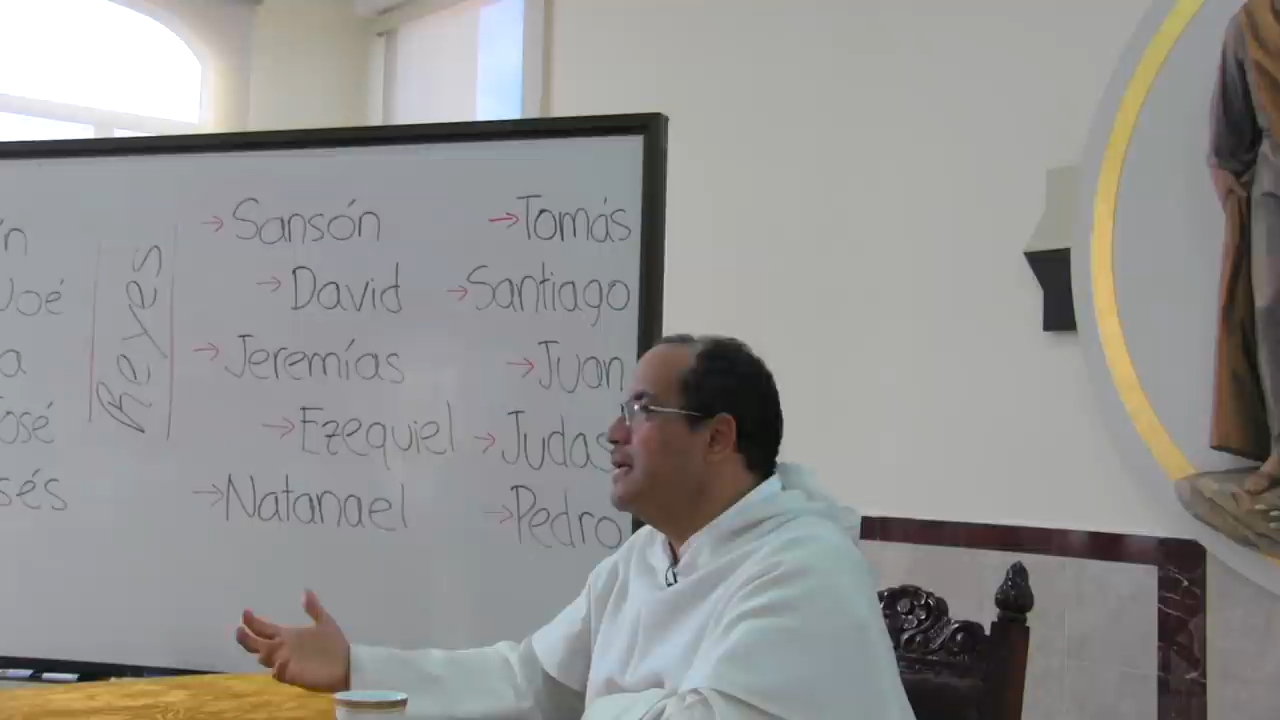 Reyes
→Sansón
→David
→Jeremías
→Ezequiel
→Natanael
→Tomás
→Santiago
→Juan
→Judas
→Pedro